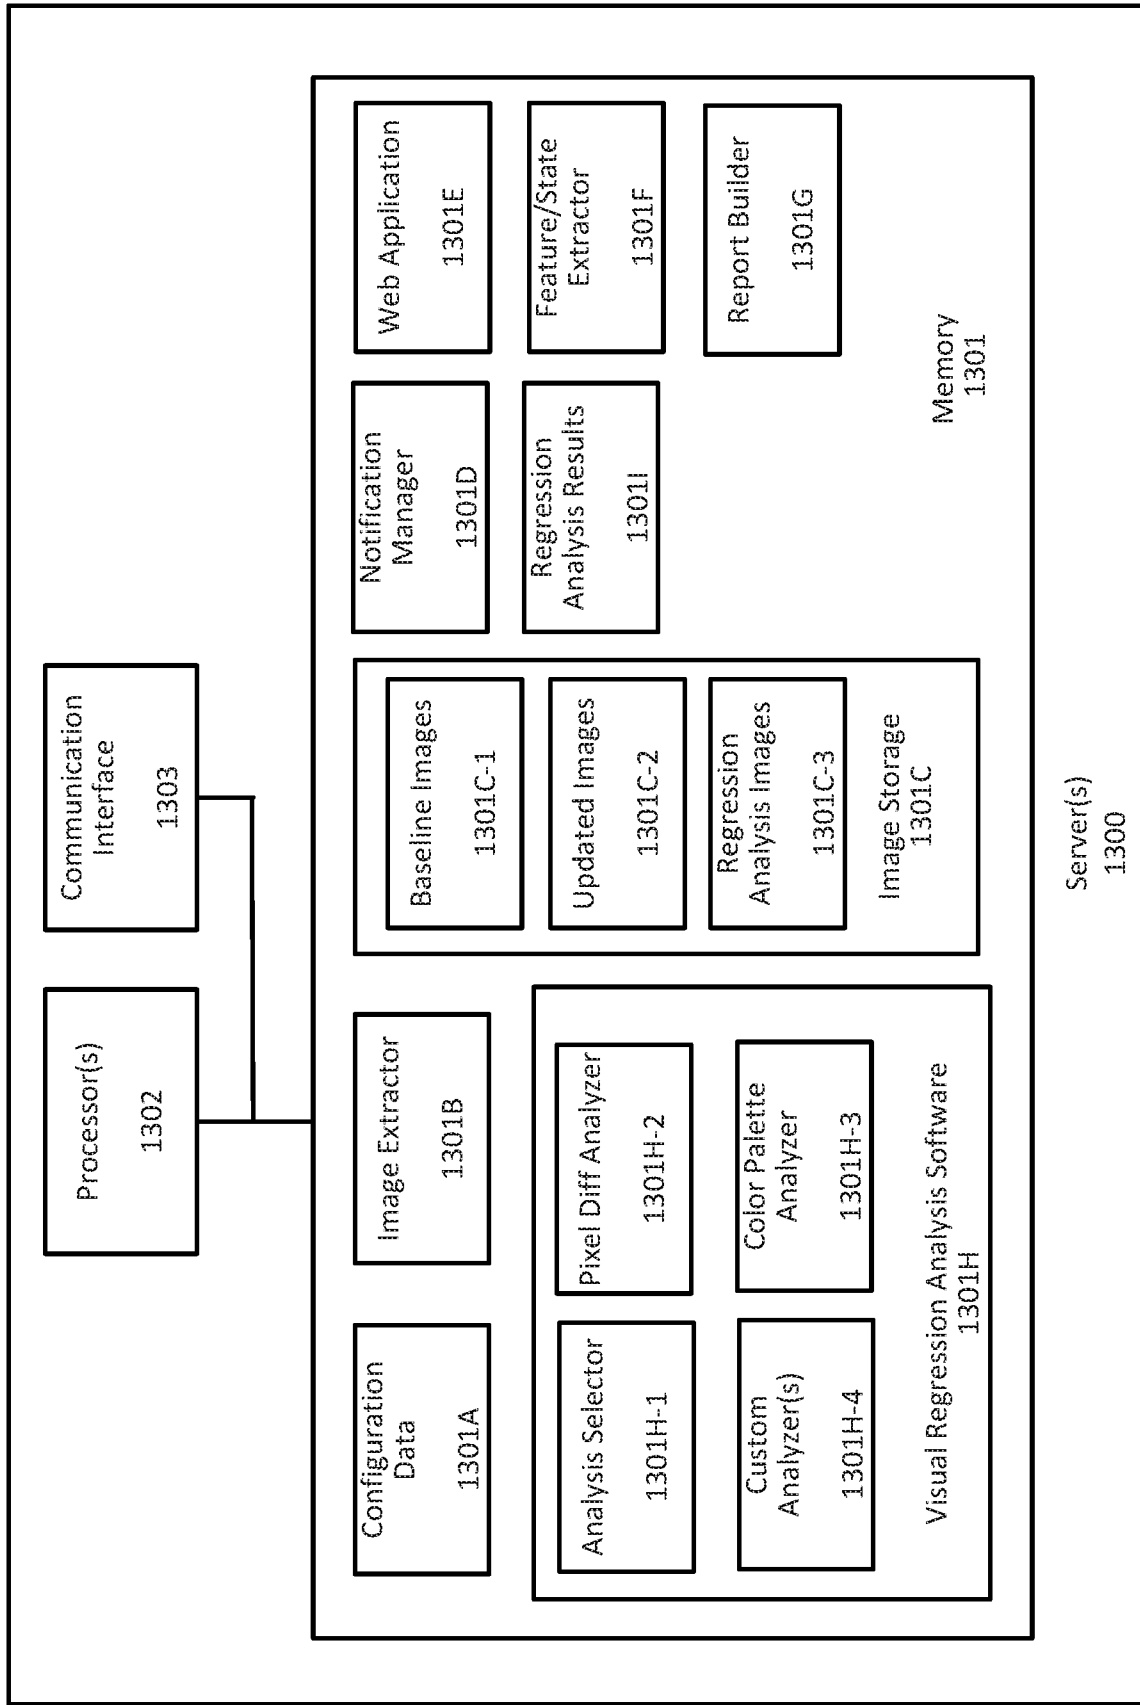 Processor(s)
1302
Communication
Interface
1303
Configuration
Data
1301A
Image Extractor
1301B
Analysis Selector
1301H-1
Pixel Diff Analyzer
1301H-2
Custom
Analyzer(s)
1301H-4
Color Palette
Analyzer
1301H-3
Visual Regression Analysis Software
1301H
Baseline Images
1301C-1
Updated Images
1301C-2
Regression
Analysis Images
1301C-3
Image Storage
1301C
Notification
Manager
1301D
Web Application
1301E
Regression
Analysis Results
1301I
Feature/State
Extractor
1301F
Report Builder
1301G
Memory
1301
Server(s)
1300